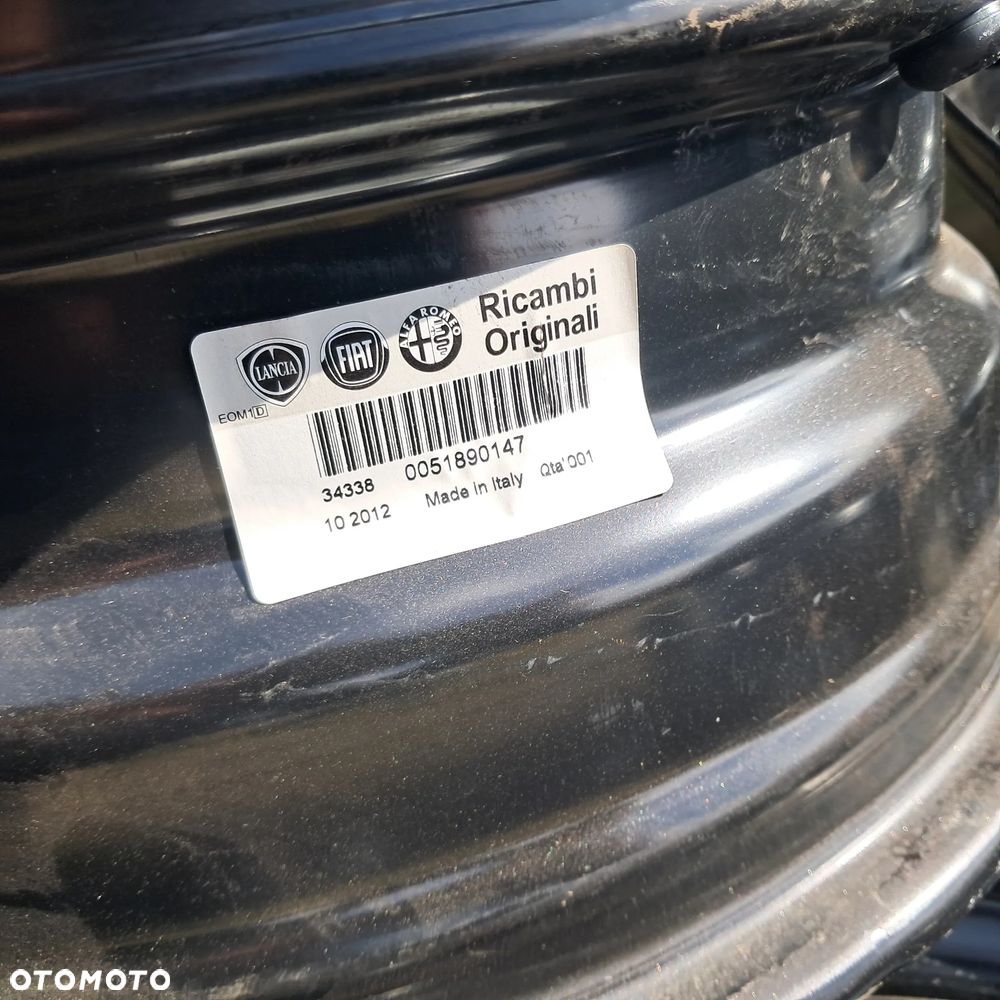 LANCIA
FIAT
ALFA ROMEO
Ricambi
Originali
EOM1D
34338 0051890147
10 2012 Made in Italy Qta' 001
OTOMOTO